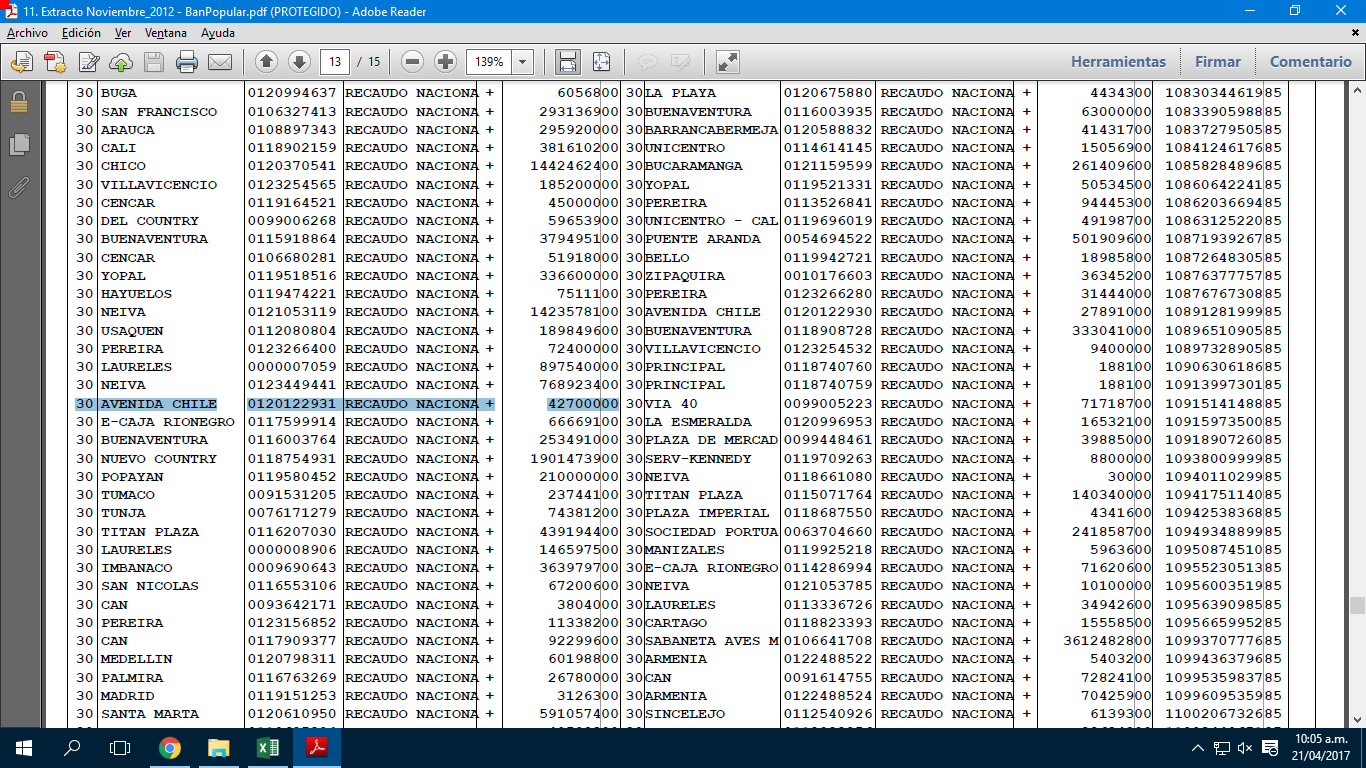 11. Extracto Noviembre_2012 - BanPopular.pdf (PROTEGIDO) - Adobe Reader
Archivo Edición Ver Ventana Ayuda
13 / 15 139% Herramientas Firmar Comentario
30 BUGA 0120994637 RECAUDO NACIONA + 6056800 30 LA PLAYA 0120675880 RECAUDO NACIONA + 4434300 108303446198 85
30 SAN FRANCISCO 0106327413 RECAUDO NACIONA + 293136900 30 BUENAVENTURA 0116003935 RECAUDO NACIONA + 63000000 108339059888 85
30 ARAUCA 0108897343 RECAUDO NACIONA + 295920000 30 BARRANCABERMEJA 0120588832 RECAUDO NACIONA + 41431700 1083727950585
30 CALI 0118902159 RECAUDO NACIONA + 381610200 30 UNICENTRO 0114614145 RECAUDO NACIONA + 15056900 1084124617685
30 CHICO 0120370541 RECAUDO NACIONA + 1442462400 30 BUCARAMANGA 0121159599 RECAUDO NACIONA + 261409600 1085828489685
30 VILLAVICENCIO 0123254565 RECAUDO NACIONA + 185200000 30 YOPAL 0119521331 RECAUDO NACIONA + 50534500 1086064224185
30 CENCAR 0119164521 RECAUDO NACIONA + 45000000 30 PEREIRA 0113526841 RECAUDO NACIONA + 94445300 1086203669485
30 DEL COUNTRY 0099006268 RECAUDO NACIONA + 59653900 30 UNICENTRO - CAL 0119696019 RECAUDO NACIONA + 49198700 1086312522085
30 BUENAVENTURA 0115918864 RECAUDO NACIONA + 379495100 30 PUENTE ARANDA 0054694522 RECAUDO NACIONA + 501909600 1087193926785
30 CENCAR 0106680281 RECAUDO NACIONA + 51918000 30 BELLO 0119942721 RECAUDO NACIONA + 18985800 1087264830585
30 YOPAL 0119518516 RECAUDO NACIONA + 336600000 30 ZIPAQUIRA 0010176603 RECAUDO NACIONA + 36345200 1087637775785
30 HAYUELOS 0119474221 RECAUDO NACIONA + 7511100 30 PEREIRA 0123266280 RECAUDO NACIONA + 31444000 1087676730885
30 NEIVA 0121053119 RECAUDO NACIONA + 1423578100 30 AVENIDA CHILE 0120122930 RECAUDO NACIONA + 27891000 1089128199985
30 USAQUEN 0112080804 RECAUDO NACIONA + 189849600 30 BUENAVENTURA 0118908728 RECAUDO NACIONA + 333041000 1089651090585
30 PEREIRA 0123266400 RECAUDO NACIONA + 72400000 30 VILLAVICENCIO 0123254532 RECAUDO NACIONA + 9400000 1089732890585
30 LAURELES 0000007059 RECAUDO NACIONA + 897540000 30 PRINCIPAL 0118740760 RECAUDO NACIONA + 188100 1090630618685
30 NEIVA 0123449441 RECAUDO NACIONA + 768923400 30 PRINCIPAL 0118740759 RECAUDO NACIONA + 188100 1091399730185
30 AVENIDA CHILE 0120122931 RECAUDO NACIONA + 42700000 30 VIA 40 0099005223 RECAUDO NACIONA + 71718700 1091514148885
30 E-CAJA RIONEGRO 0117599914 RECAUDO NACIONA + 66669100 30 LA ESMERALDA 0120996953 RECAUDO NACIONA + 16532100 1091597350085
30 BUENAVENTURA 0116003764 RECAUDO NACIONA + 253491000 30 PLAZA DE MERCAD 0099448461 RECAUDO NACIONA + 39885000 1091890726085
30 NUEVO COUNTRY 0118754931 RECAUDO NACIONA + 1901473900 30 SERV-KENNEDY 0119709263 RECAUDO NACIONA + 8800000 1093800999985
30 POPAYAN 0119580452 RECAUDO NACIONA + 210000000 30 NEIVA 0118661080 RECAUDO NACIONA + 30000 1094011029985
30 TUMACO 0091531205 RECAUDO NACIONA + 23744100 30 TITAN PLAZA 0115071764 RECAUDO NACIONA + 140340000 1094175114085
30 TUNJA 0076171279 RECAUDO NACIONA + 74381200 30 PLAZA IMPERIAL 0118687550 RECAUDO NACIONA + 4341600 1094253836885
30 TITAN PLAZA 0116207030 RECAUDO NACIONA + 439194400 30 SOCIEDAD PORTUA 0063704660 RECAUDO NACIONA + 241858700 1094934889985
30 LAURELES 0000008906 RECAUDO NACIONA + 146597500 30 MANIZALES 0119925218 RECAUDO NACIONA + 5963600 1095087451085
30 IMBANACO 0009690643 RECAUDO NACIONA + 363979700 30 E-CAJA RIONEGRO 0114286994 RECAUDO NACIONA + 71620600 1095523051385
30 SAN NICOLAS 0116553106 RECAUDO NACIONA + 67200600 30 NEIVA 0121053785 RECAUDO NACIONA + 10100000 1095600351985
30 CAN 0093642171 RECAUDO NACIONA + 3804000 30 LAURELES 0113336726 RECAUDO NACIONA + 34942600 1095639098585
30 PEREIRA 0123156852 RECAUDO NACIONA + 11338200 30 CARTAGO 0118823393 RECAUDO NACIONA + 15558500 1095665995285
30 CAN 0117909377 RECAUDO NACIONA + 92299600 30 SABANETA AVES M 0106641708 RECAUDO NACIONA + 3612482800 1099370777685
30 MEDELLIN 0120798311 RECAUDO NACIONA + 60198800 30 ARMENIA 0122488522 RECAUDO NACIONA + 5403200 1099436379685
30 PALMIRA 0116763269 RECAUDO NACIONA + 26780000 30 CAN 0091614755 RECAUDO NACIONA + 72824100 1099535983785
30 MADRID 0119151253 RECAUDO NACIONA + 3126300 30 ARMENIA 0122488524 RECAUDO NACIONA + 70425900 1099609535985
30 SANTA MARTA 0120610950 RECAUDO NACIONA + 591057400 30 SINCELEJO 0112540926 RECAUDO NACIONA + 6139300 1100206732685
10:05 a.m.
21/04/2017